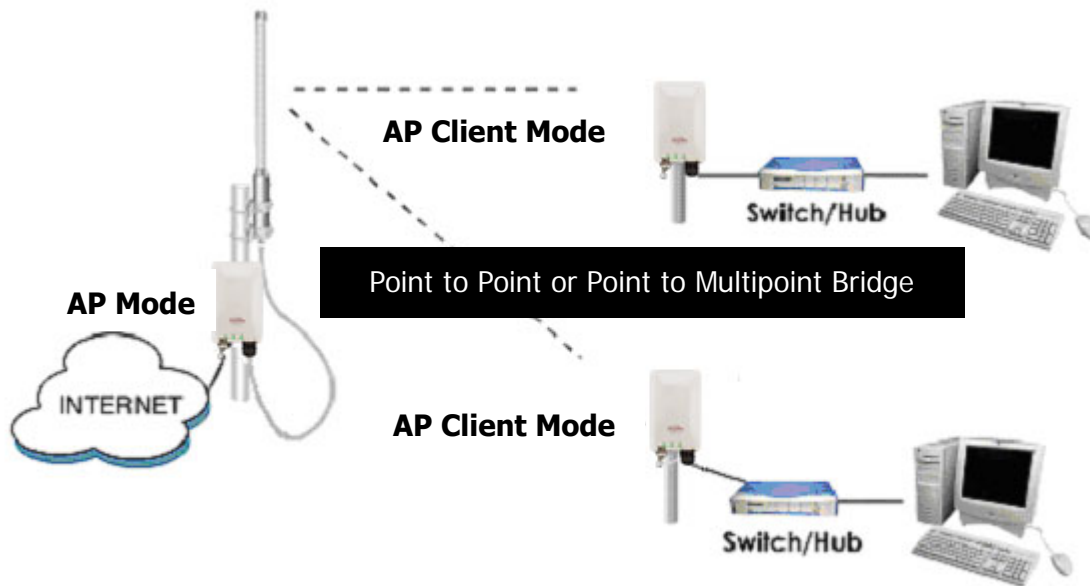 AP Client Mode
Switch/Hub
Point to Point or Point to Multipoint Bridge
AP Mode
INTERNET
AP Client Mode
Switch/Hub